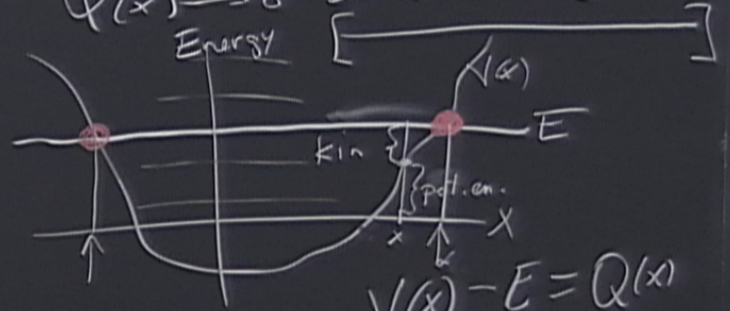 Q(x)
Energy
V(x)
E
kin
pot. en.
X
x
V(x) - E = Q(x)